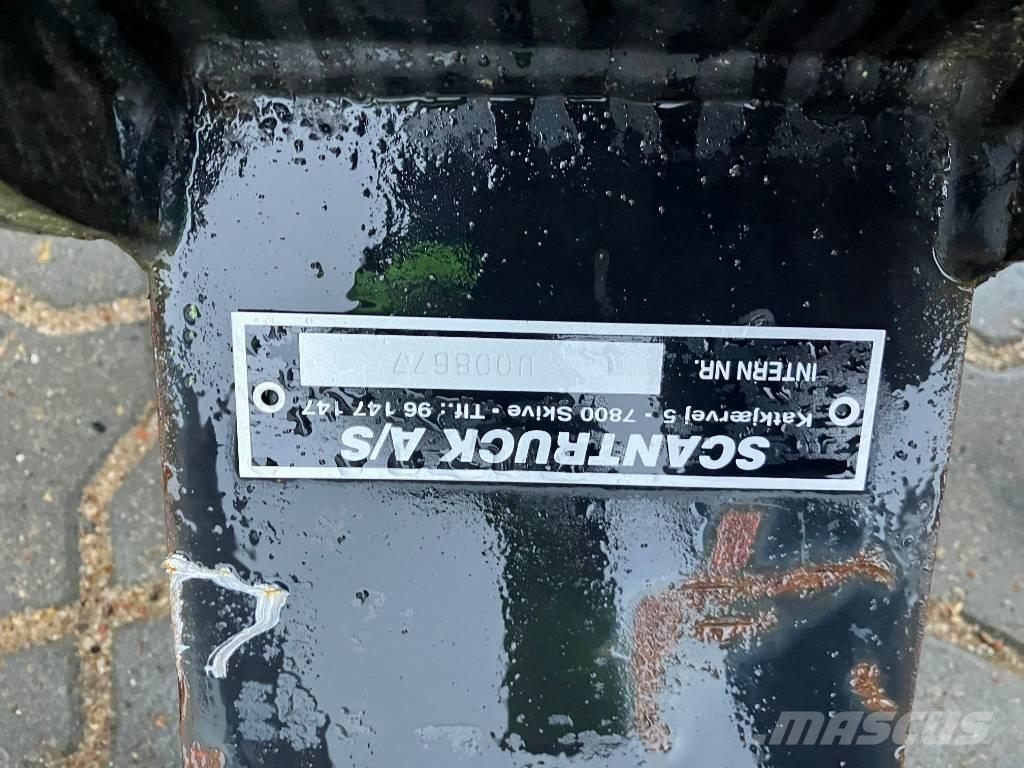 SCANTRUCK A/S
Katkjærvej 5 - 7800 Skive - Tlf.: 96 147 147
INTERN NR. U008677
MASCUS